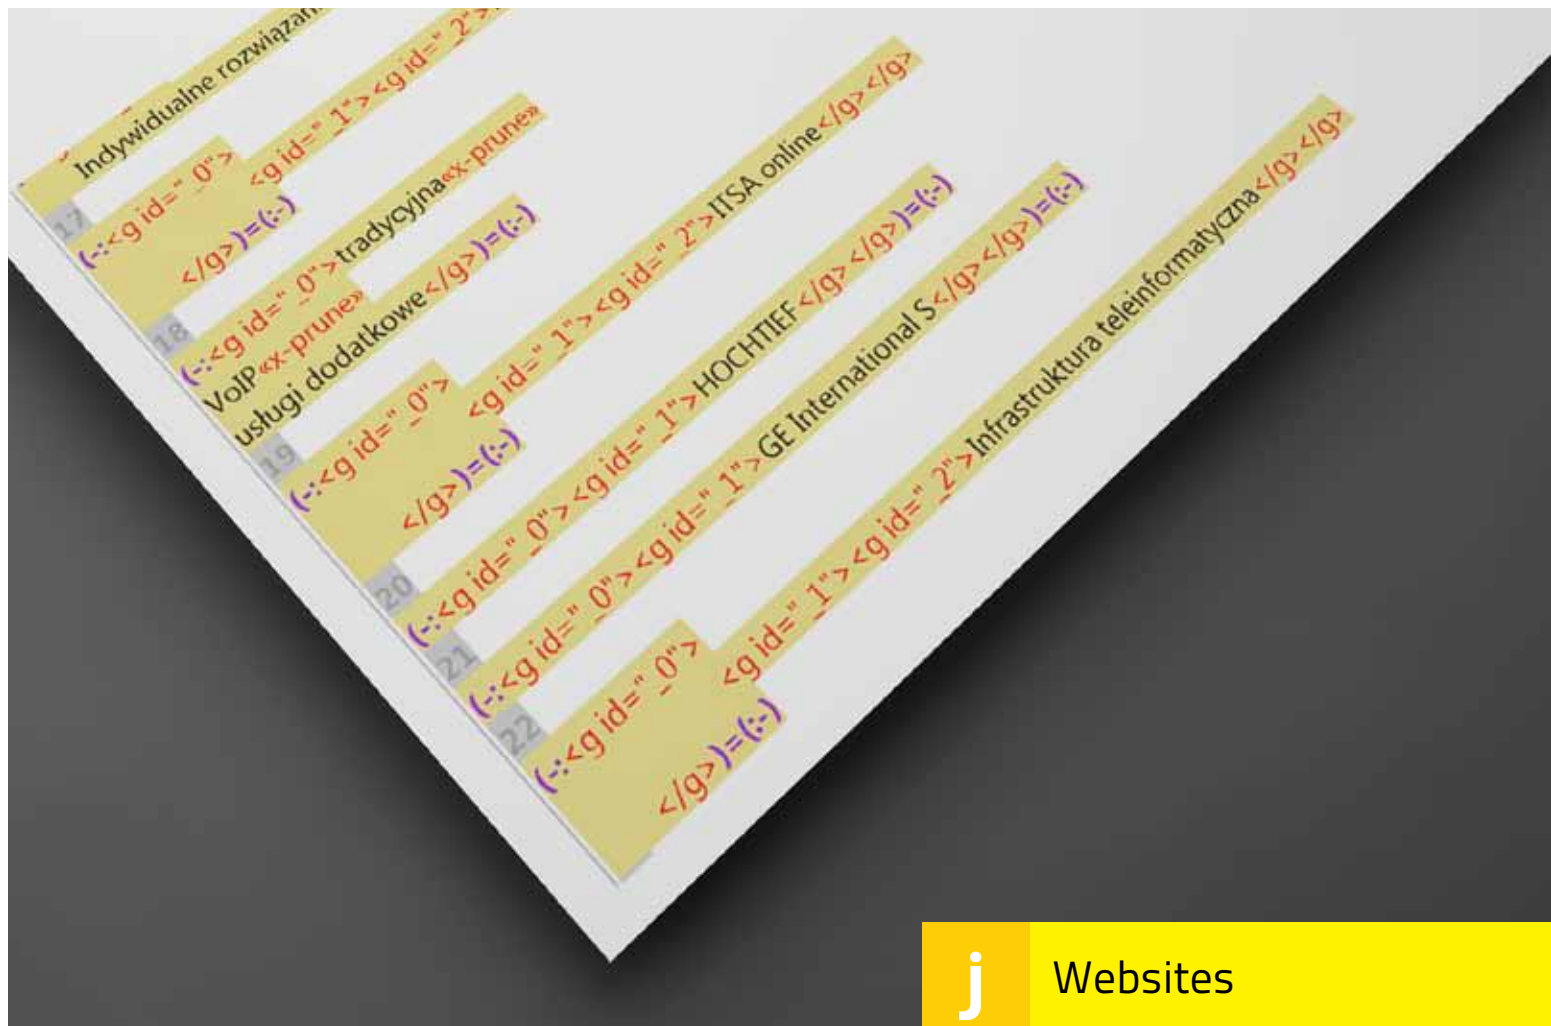 Indywidualne rozwiązani
17
(-:<g id="_0">
<g id="_1"><g id="_2">
</g>)=(:-)
18
(-:<g id="_0">tradycyjna«x-prune»
VoIP«x-prune»
usługi dodatkowe</g>)=(:-)
19
(-:<g id="_0">
<g id="_1"><g id="_2">ITSA online</g></g>
</g>)=(:-)
20
(-:<g id="_0"><g id="_1">HOCHTIEF</g></g>)=(:-)
21
(-:<g id="_0"><g id="_1">GE International S</g></g>)=(:-)
22
(-:<g id="_0">
<g id="_1"><g id="_2">Infrastruktura teleinformatyczna</g></g>
</g>)=(:-)
j Websites